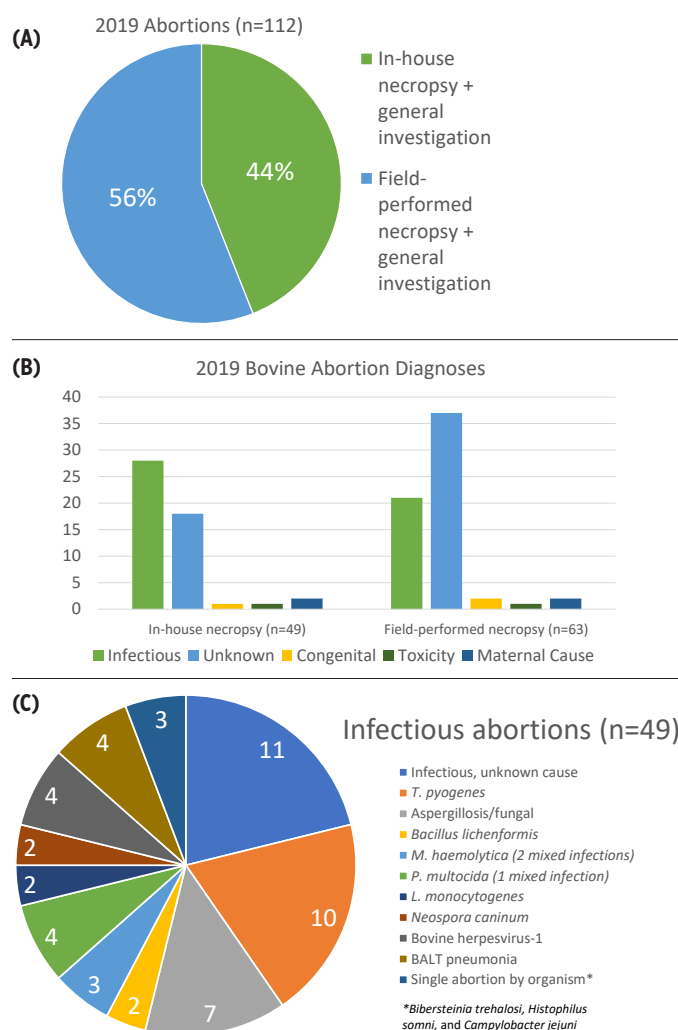 (A)
2019 Abortions (n=112)
44%
56%
In-house
necropsy +
general
investigation
Field-
performed
necropsy +
general
investigation
(B)
2019 Bovine Abortion Diagnoses
40
35
30
25
20
15
10
5
0
In-house necropsy (n=49)
Field-performed necropsy (n=63)
Infectious
Unknown
Congenital
Toxicity
Maternal Cause
(C)
Infectious abortions (n=49)
11
10
7
2
3
4
2
2
4
4
3
Infectious, unknown cause
T. pyogenes
Aspergillosis/fungal
Bacillus lichenformis
M. haemolytica (2 mixed infections)
P. multocida (1 mixed infection)
L. monocytogenes
Neospora caninum
Bovine herpesvirus-1
BALT pneumonia
Single abortion by organism*
*Bibersteinia trehalosi, Histophilus
somni, and Campylobacter jejuni